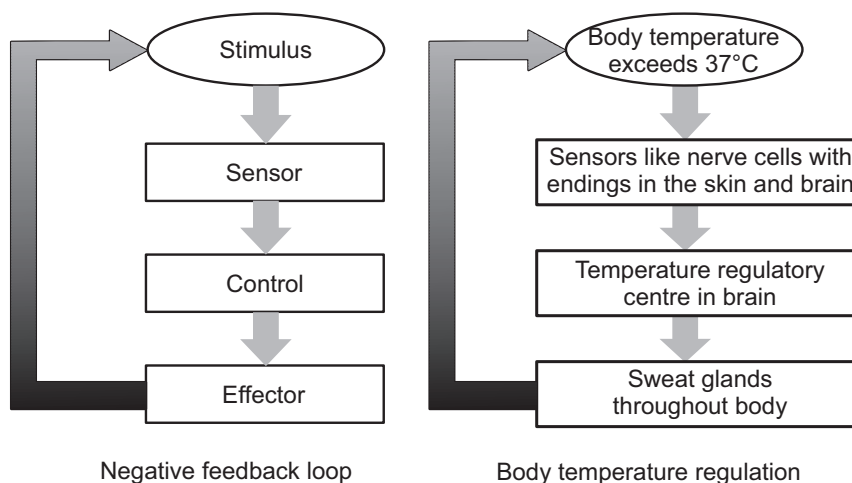 Stimulus
Sensor
Control
Effector
Negative feedback loop
Body temperature
exceeds 37°C
Sensors like nerve cells with
endings in the skin and brain
Temperature regulatory
centre in brain
Sweat glands
throughout body
Body temperature regulation